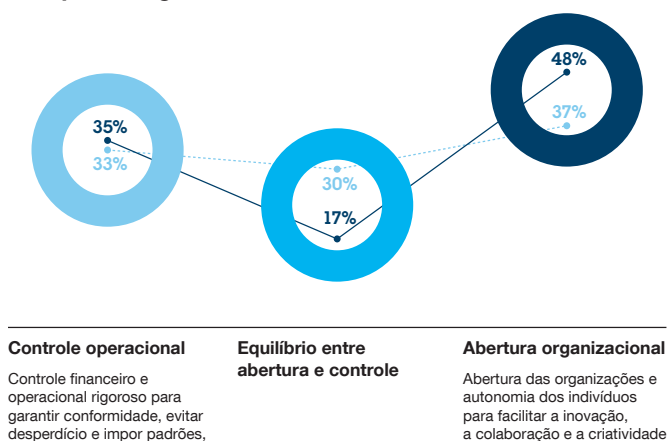 48%
37%
35%
33%
30%
17%
Controle operacional
Controle financeiro e
operacional rigoroso para
garantir conformidade, evitar
desperdício e impor padrões,
Equilíbrio entre
abertura e controle
Abertura organizacional
Abertura das organizações e
autonomia dos indivíduos
para facilitar a inovação,
a colaboração e a criatividade